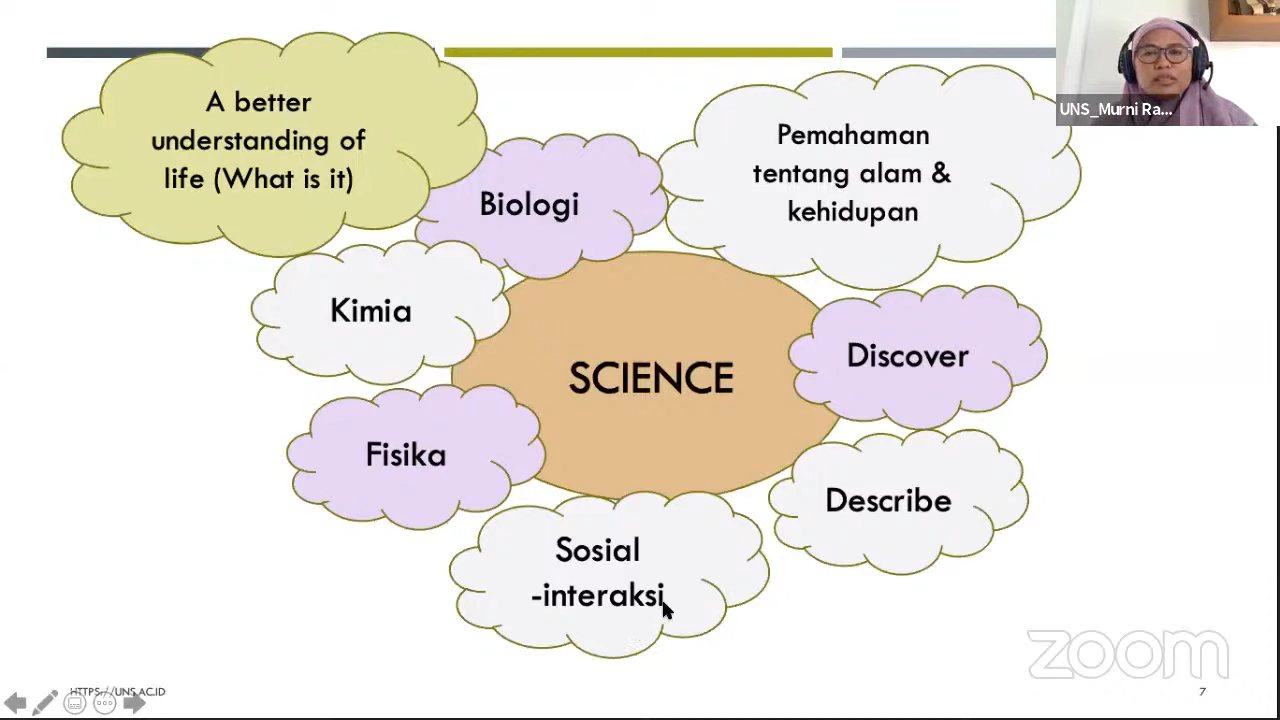 A better
understanding of
life (What is it)
Biologi
Pemahaman
tentang alam &
kehidupan
UNS_Murni Ra...
Kimia
SCIENCE
Discover
Fisika
Describe
Sosial
-interaksi
zoom
HTTPS://UNS.AC.ID
7